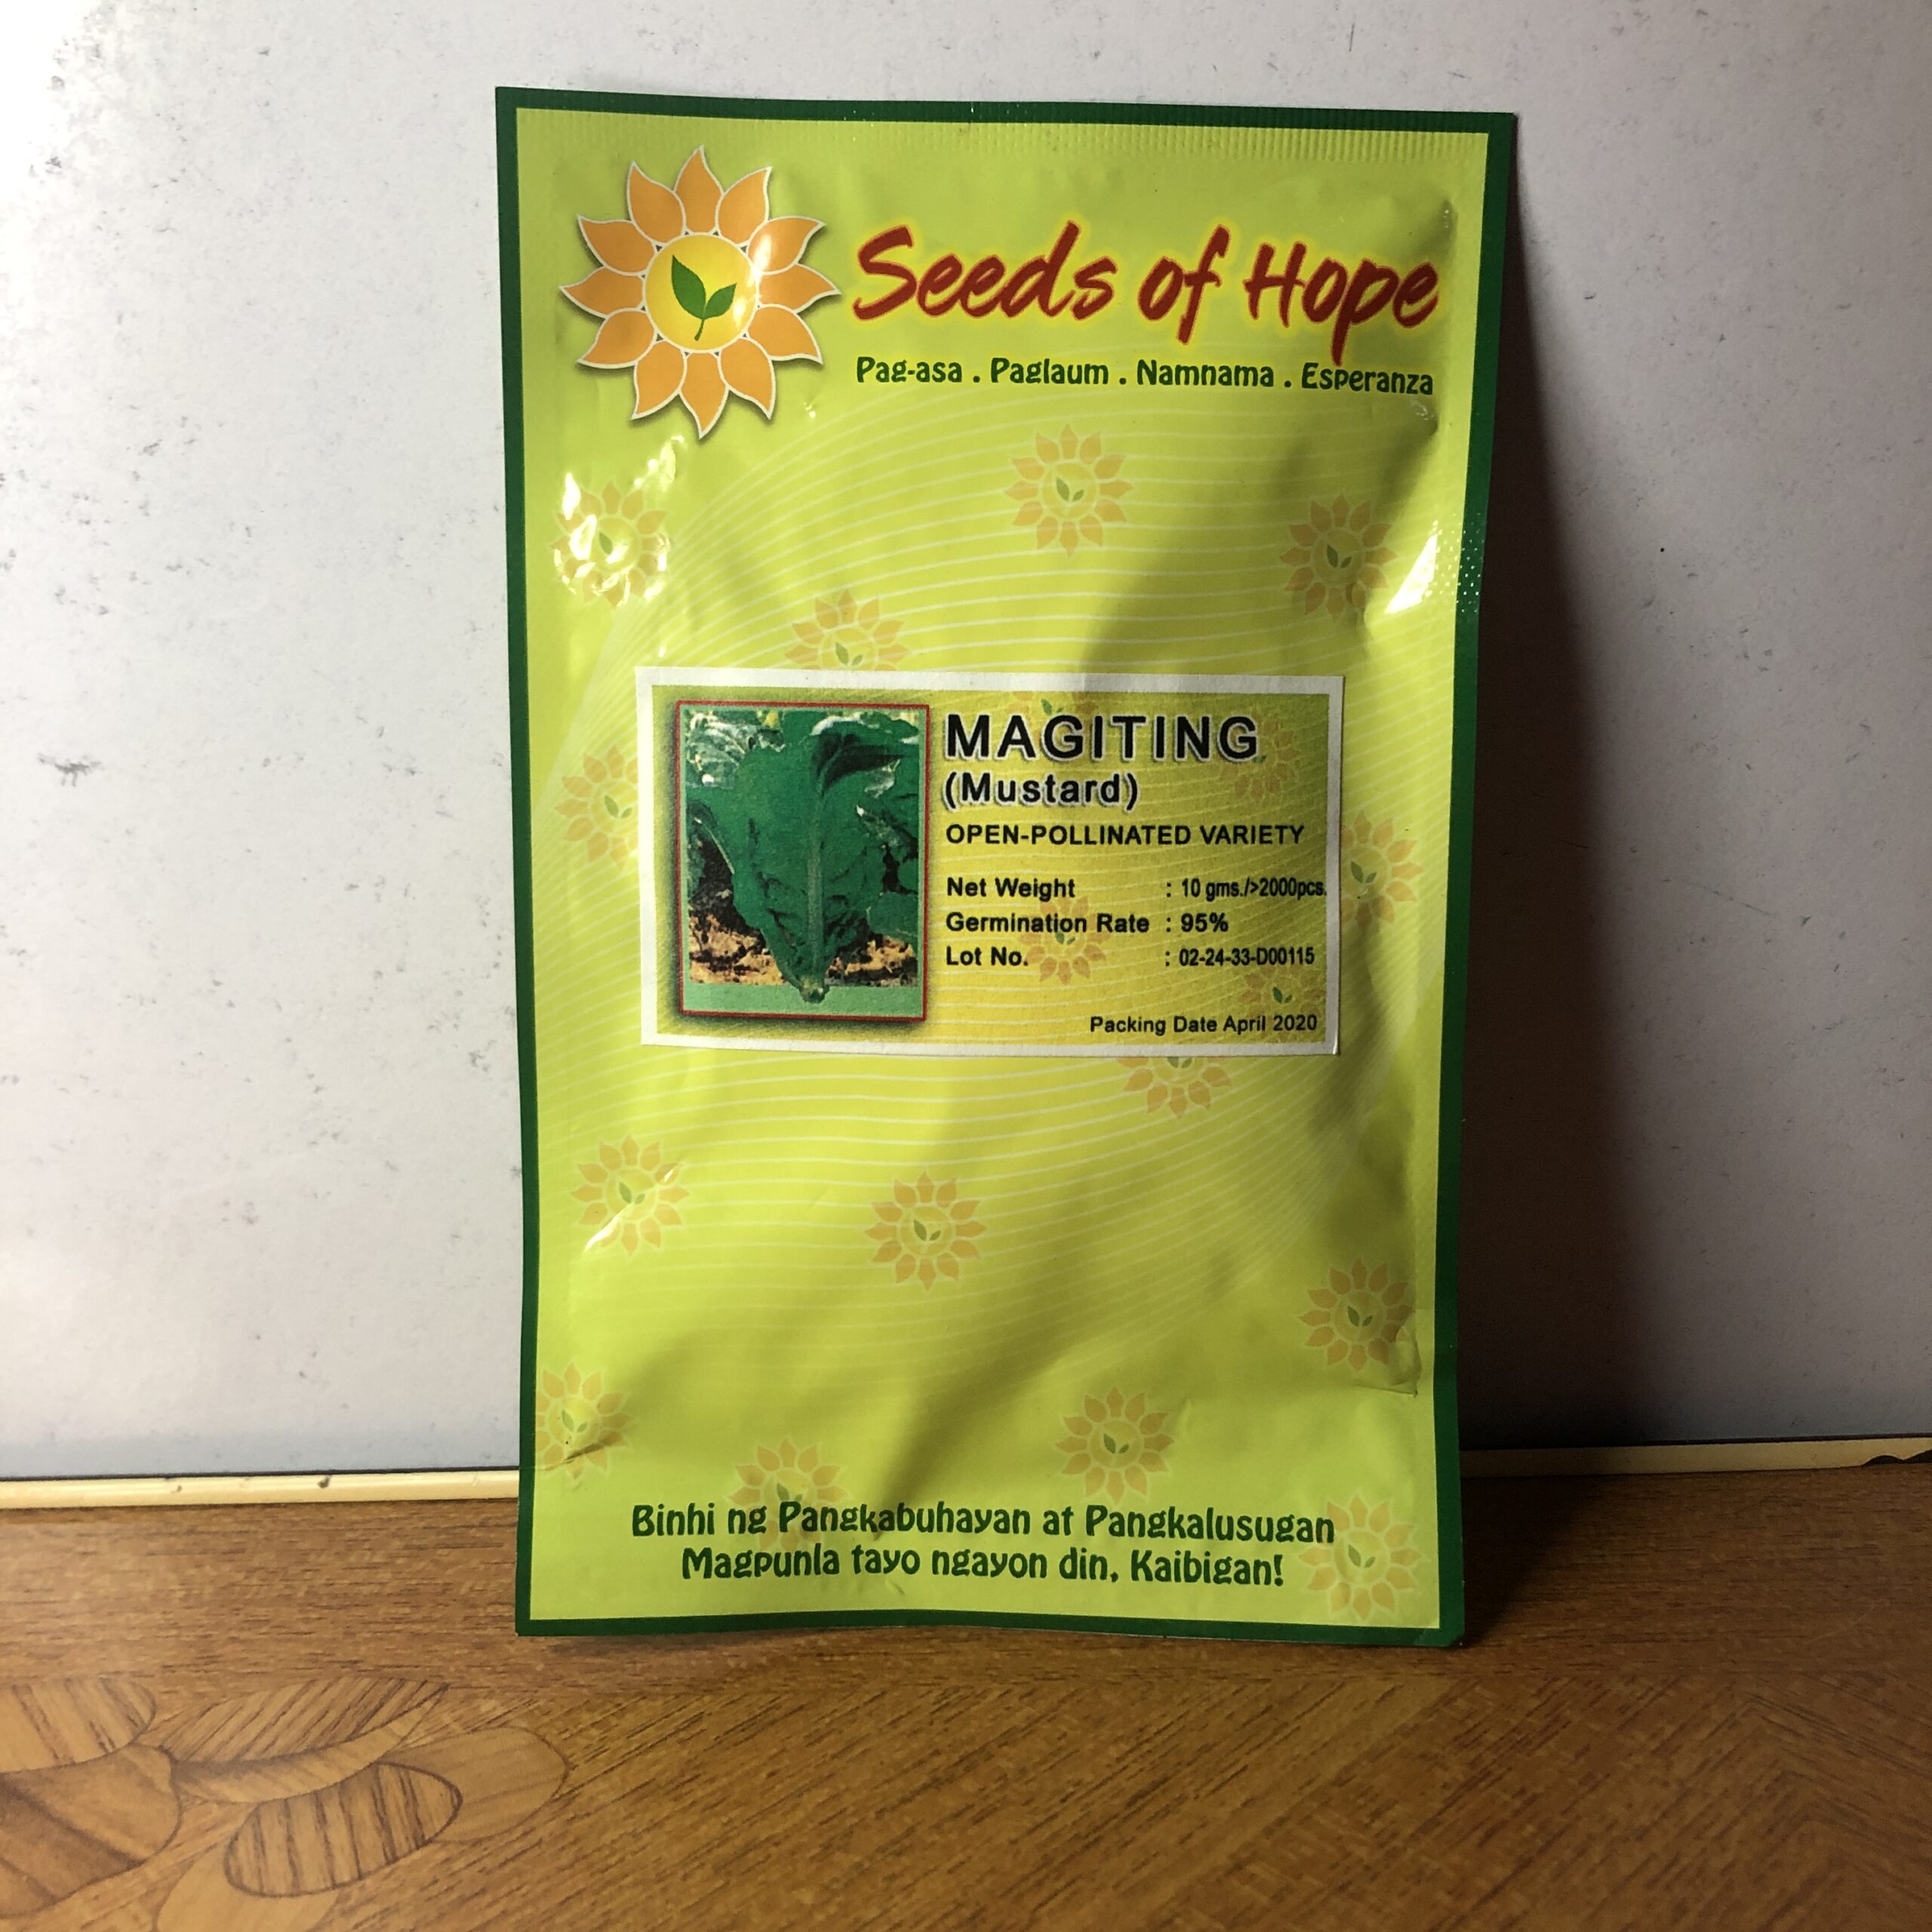 Seeds of Hope
Pag-asa . Paglaum . Namnama . Esperanza
MAGITING
(Mustard)
OPEN-POLLINATED VARIETY
Net Weight : 10 gms./>2000pcs.
Germination Rate : 95%
Lot No. : 02-24-33-D00115
Packing Date April 2020
Binhi ng Pangkabuhayan at Pangkalusugan
Magpunla tayo ngayon din, Kaibigan!